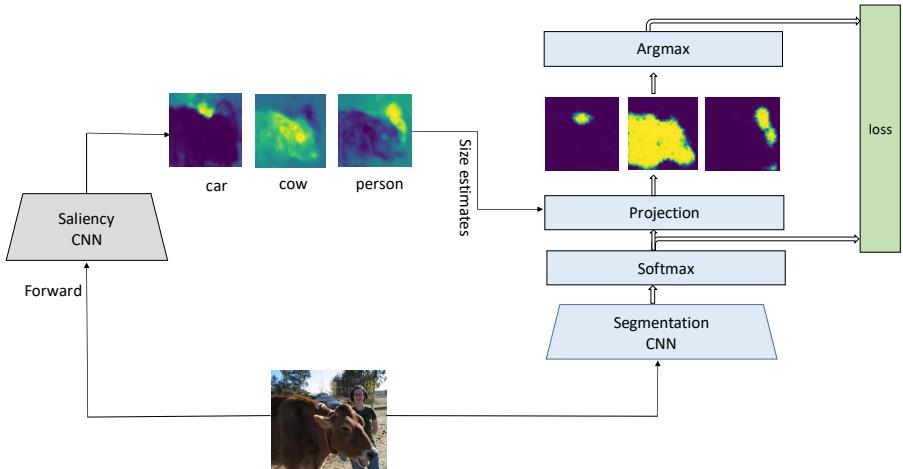 Argmax
loss
car
cow
person
Size estimates
Projection
Saliency
CNN
Softmax
Forward
Segmentation
CNN